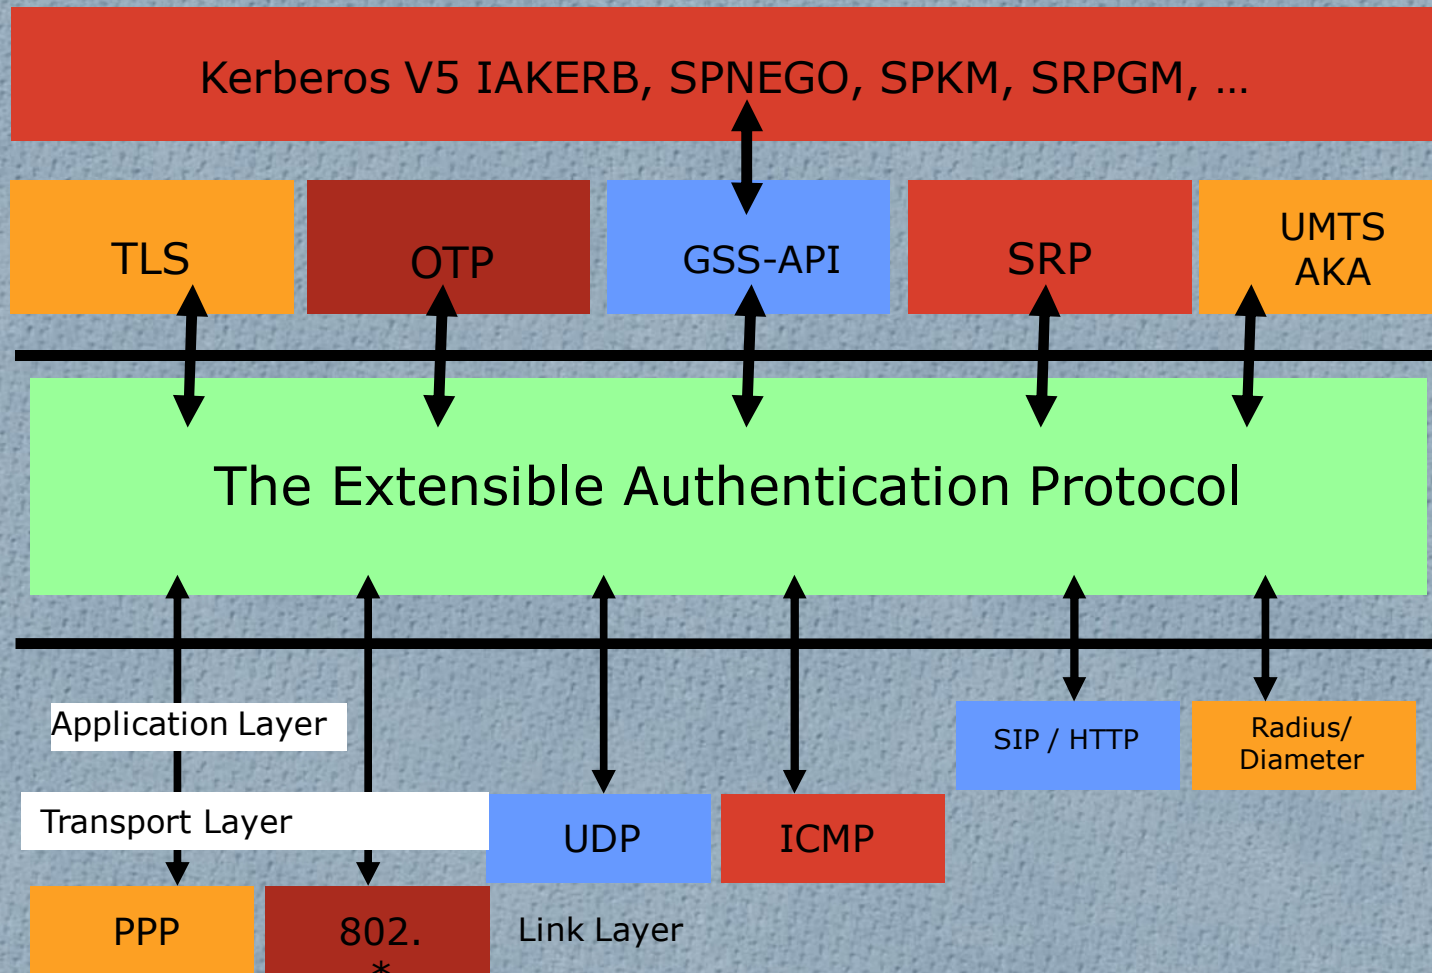 Kerberos V5 IAKERB, SPNEGO, SPKM, SRPGM, …
TLS
OTP
GSS-API
SRP
UMTS
AKA
The Extensible Authentication Protocol
Application Layer
SIP / HTTP
Radius/
Diameter
Transport Layer
UDP
ICMP
PPP
802.
*
Link Layer